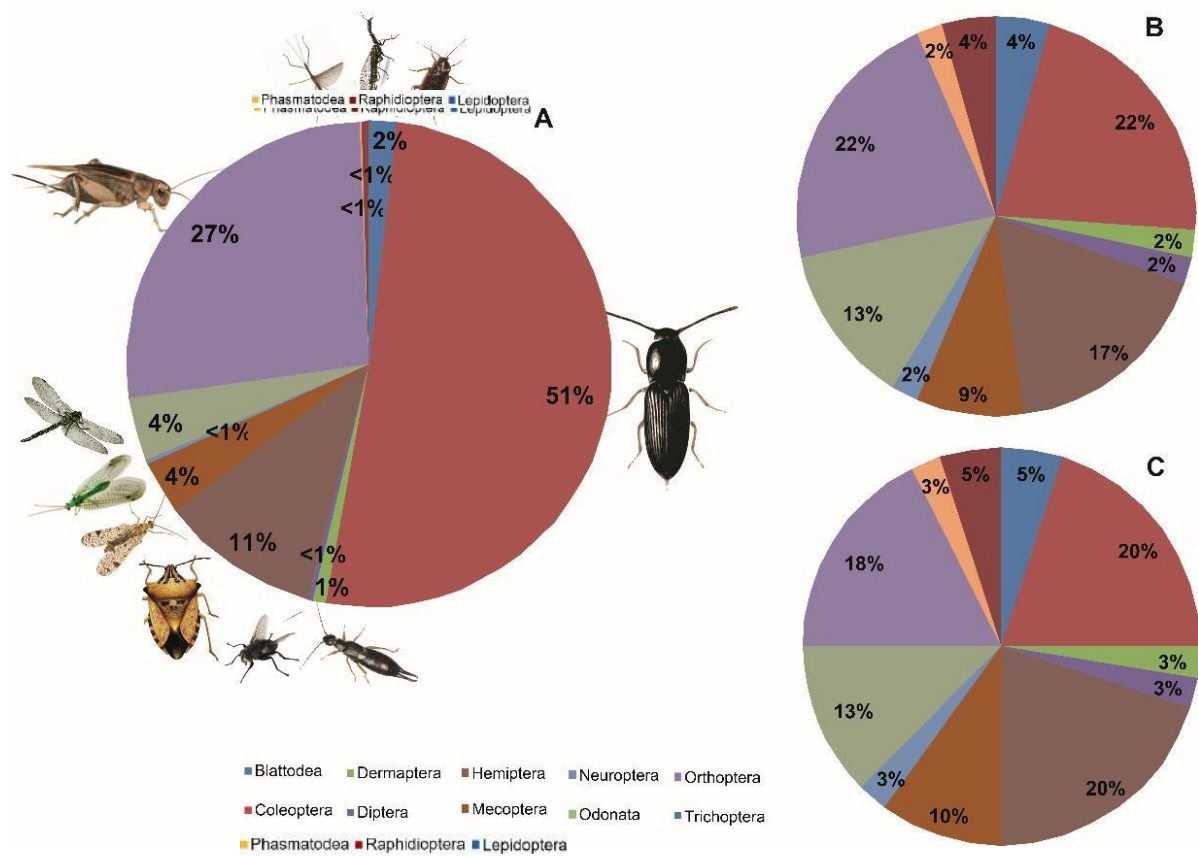 Phasmatodea Raphidioptera Lepidoptera
Phasmatodea Raphidioptera Lepidoptera
A
2%
<1%
<1%
27%
51%
4%
<1%
4%
11%
<1%
1%
B
2% 4% 4%
22%
22%
2%
2%
13%
17%
2%
9%
C
3% 5% 5%
20%
18%
3%
3%
13%
3%
20%
10%
Blattodea Dermaptera Hemiptera Neuroptera Orthoptera
Coleoptera Diptera Mecoptera Odonata Trichoptera
Phasmatodea Raphidioptera Lepidoptera